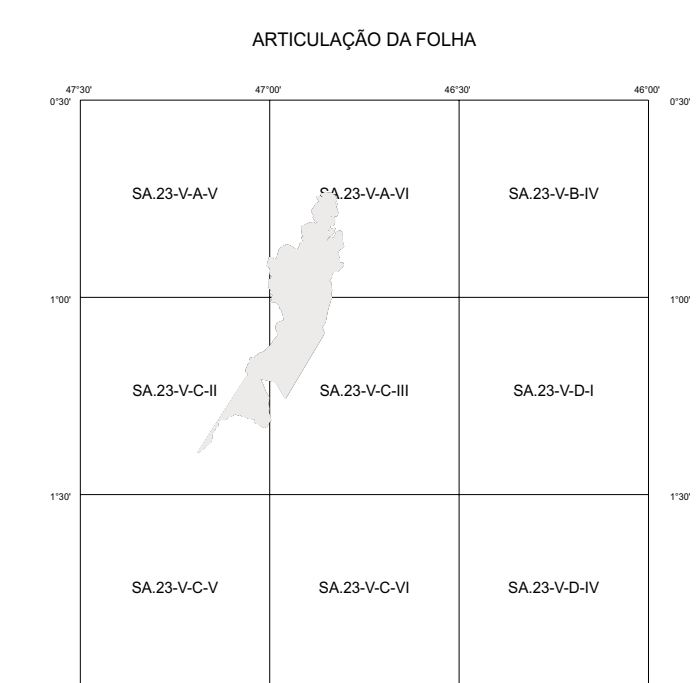 ARTICULAÇÃO DA FOLHA
47°30' 47°00' 46°30' 46°00'
0°30' 0°30'
SA.23-V-A-V SA.23-V-A-VI SA.23-V-B-IV
1°00' 1°00'
SA.23-V-C-II SA.23-V-C-III SA.23-V-D-I
1°30' 1°30'
SA.23-V-C-V SA.23-V-C-VI SA.23-V-D-IV